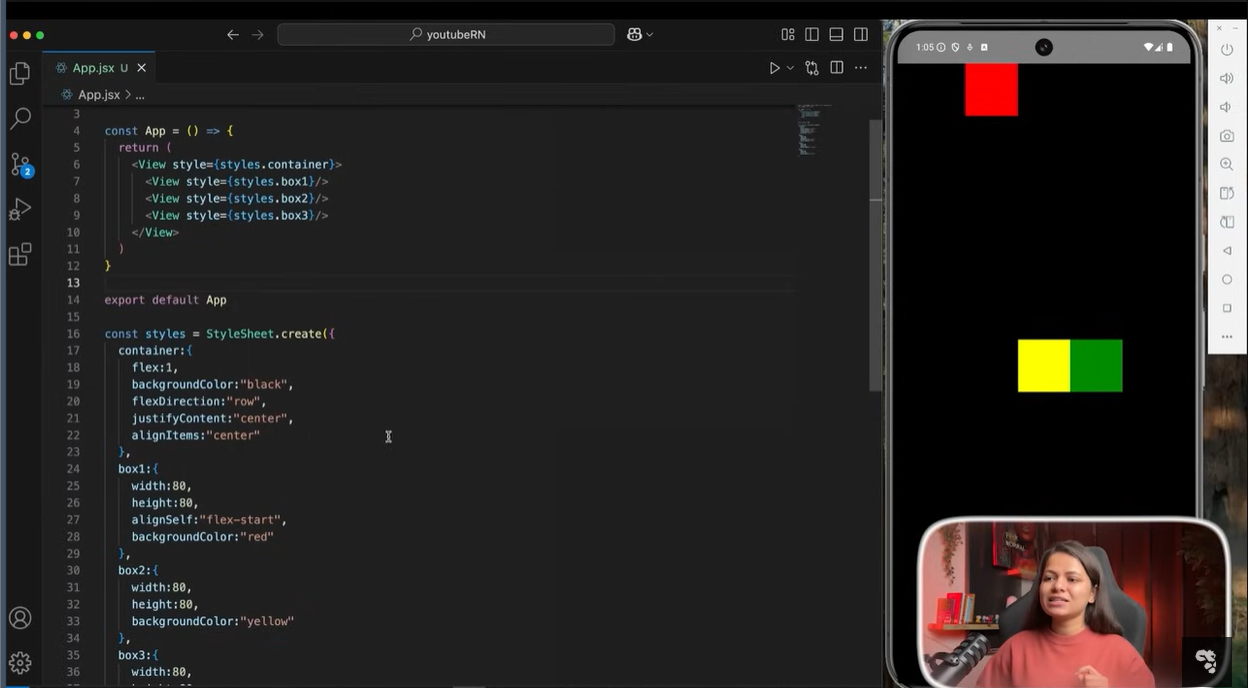 youtubeRN
App.jsx U
App.jsx > ...
3
4 const App = () => {
5 return (
6 <View style={styles.container}>
7 <View style={styles.box1}/>
8 <View style={styles.box2}/>
9 <View style={styles.box3}/>
10 </View>
11 )
12 }
13
14 export default App
15
16 const styles = StyleSheet.create({
17 container:{
18 flex:1,
19 backgroundColor:"black",
20 flexDirection:"row",
21 justifyContent:"center",
22 alignItems:"center"
23 },
24 box1:{
25 width:80,
26 height:80,
27 alignSelf:"flex-start",
28 backgroundColor:"red"
29 },
30 box2:{
31 width:80,
32 height:80,
33 backgroundColor:"yellow"
34 },
35 box3:{
36 width:80,
2
1:05